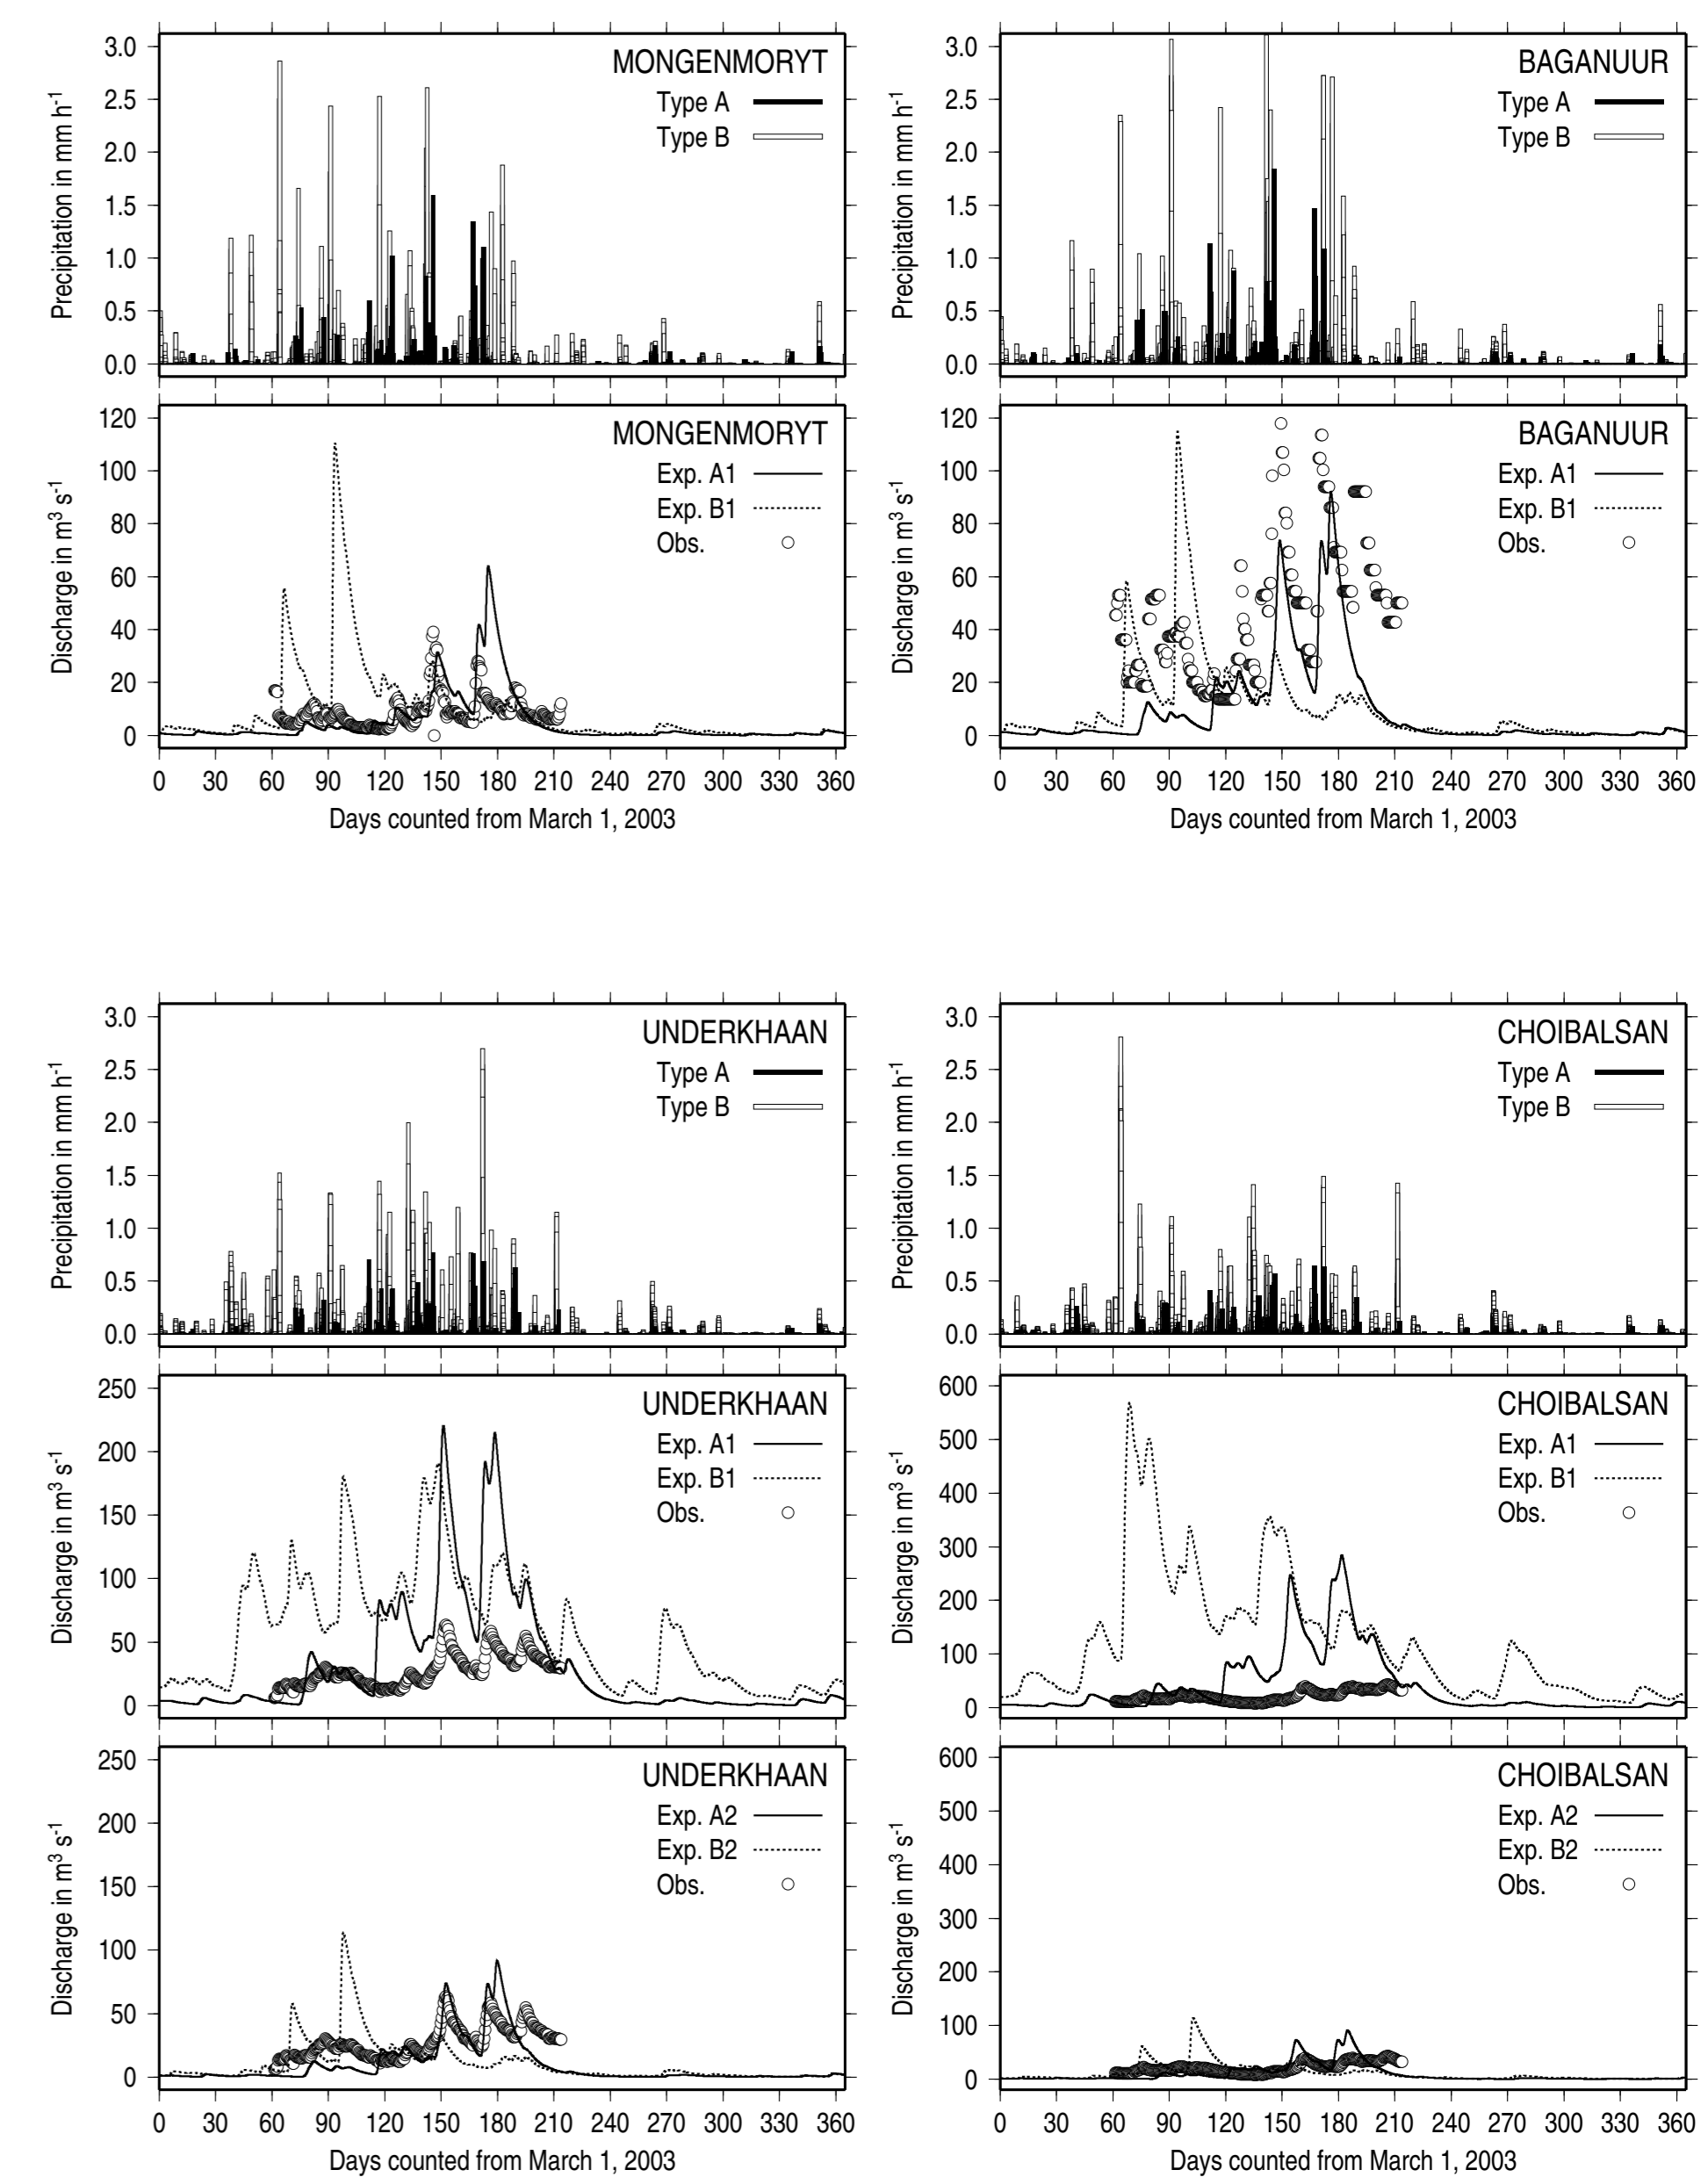 MONGENMORYT
Type A
Type B
Precipitation in mm h-1
3.0
2.5
2.0
1.5
1.0
0.5
0.0
BAGANUUR
Type A
Type B
Precipitation in mm h-1
3.0
2.5
2.0
1.5
1.0
0.5
0.0
MONGENMORYT
Exp. A1
Exp. B1
Obs.
Discharge in m3 s-1
120
100
80
60
40
20
0
0 30 60 90 120 150 180 210 240 270 300 330 360
Days counted from March 1, 2003
BAGANUUR
Exp. A1
Exp. B1
Obs.
Discharge in m3 s-1
120
100
80
60
40
20
0
0 30 60 90 120 150 180 210 240 270 300 330 360
Days counted from March 1, 2003
UNDERKHAAN
Type A
Type B
Precipitation in mm h-1
3.0
2.5
2.0
1.5
1.0
0.5
0.0
CHOIBALSAN
Type A
Type B
Precipitation in mm h-1
3.0
2.5
2.0
1.5
1.0
0.5
0.0
UNDERKHAAN
Exp. A1
Exp. B1
Obs.
Discharge in m3 s-1
250
200
150
100
50
0
CHOIBALSAN
Exp. A1
Exp. B1
Obs.
Discharge in m3 s-1
600
500
400
300
200
100
0
UNDERKHAAN
Exp. A2
Exp. B2
Obs.
Discharge in m3 s-1
250
200
150
100
50
0
0 30 60 90 120 150 180 210 240 270 300 330 360
Days counted from March 1, 2003
CHOIBALSAN
Exp. A2
Exp. B2
Obs.
Discharge in m3 s-1
600
500
400
300
200
100
0
0 30 60 90 120 150 180 210 240 270 300 330 360
Days counted from March 1, 2003